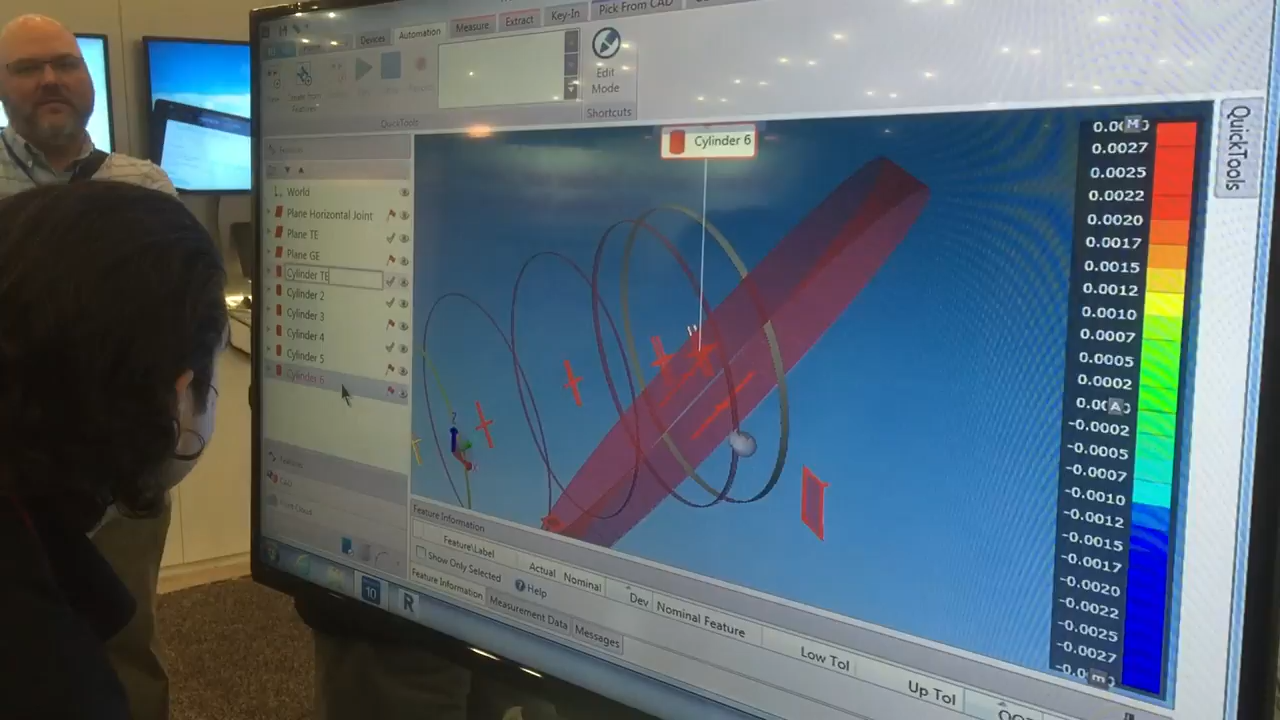 Devices
Automation
Measure
Extract
Key-In
Pick From CAD
Edit
Mode
Shortcuts
QuickTools
QuickTools
World
Plane Horizontal Joint
Plane TE
Plane GE
Cylinder TE
Cylinder 2
Cylinder 3
Cylinder 4
Cylinder 5
Cylinder 6
Features
CAD
Point Cloud
Cylinder 6
M
0.0027
0.0025
0.0022
0.0020
0.0017
0.0015
0.0012
0.0010
0.0007
0.0005
0.0002
A
-0.0002
-0.0005
-0.0007
-0.0010
-0.0012
-0.0015
-0.0017
-0.0020
-0.0022
-0.0025
-0.0027
m
Feature Information
Feature\Label
Actual
Nominal
Dev
Nominal Feature
Low Tol
Up Tol
Show Only Selected
Help
Feature Information
Measurement Data
Messages
10
R